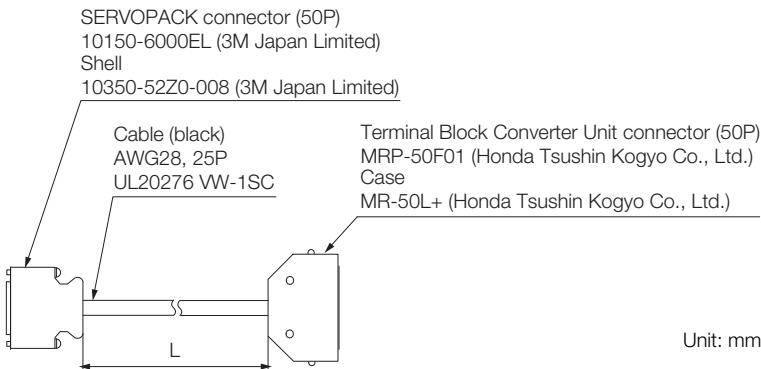 SERVOPACK connector (50P)
10150-6000EL (3M Japan Limited)
Shell
10350-52Z0-008 (3M Japan Limited)
Cable (black)
AWG28, 25P
UL20276 VW-1SC
Terminal Block Converter Unit connector (50P)
MRP-50F01 (Honda Tsushin Kogyo Co., Ltd.)
Case
MR-50L+ (Honda Tsushin Kogyo Co., Ltd.)
L
Unit: mm